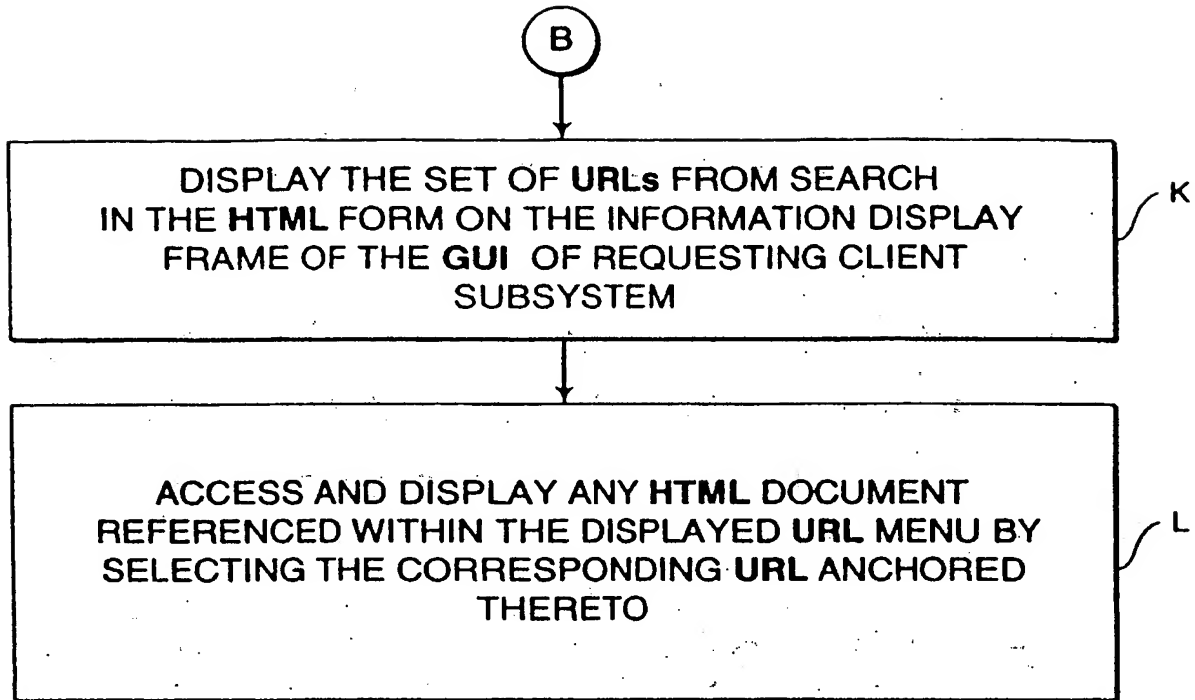 B
DISPLAY THE SET OF URLs FROM SEARCH
IN THE HTML FORM ON THE INFORMATION DISPLAY
FRAME OF THE GUI OF REQUESTING CLIENT
SUBSYSTEM
K
ACCESS AND DISPLAY ANY HTML DOCUMENT
REFERENCED WITHIN THE DISPLAYED URL MENU BY
SELECTING THE CORRESPONDING URL ANCHORED
THERETO
L